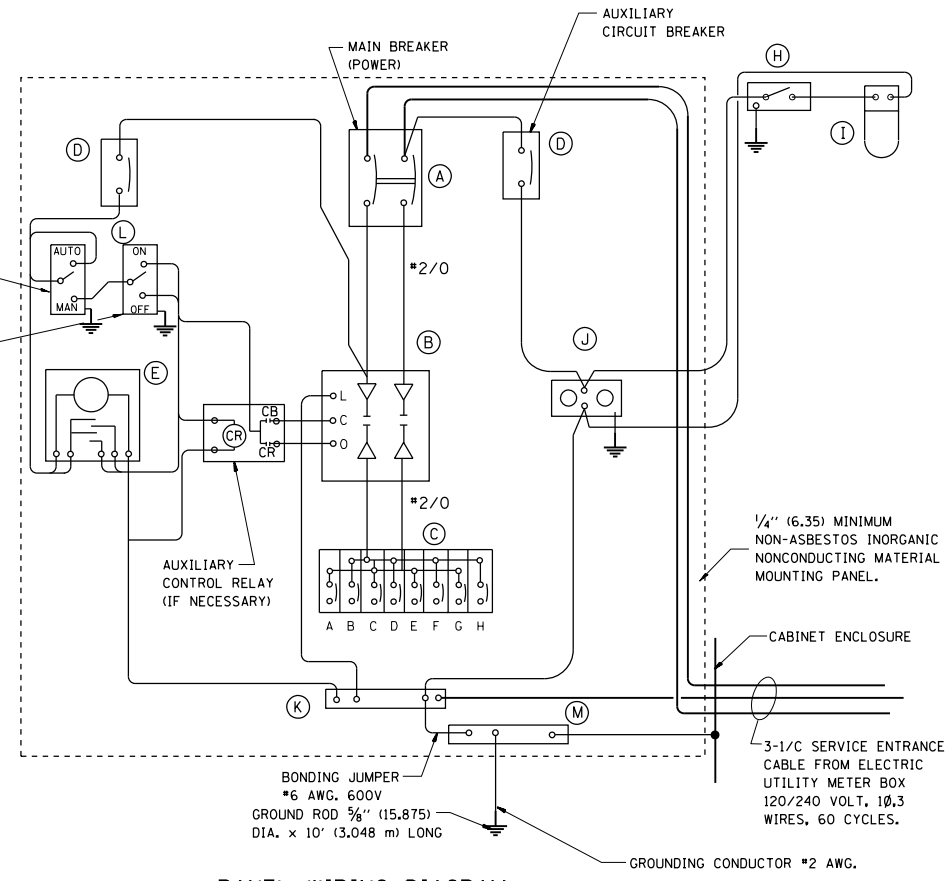 AUXILIARY
CIRCUIT BREAKER
MAIN BREAKER
(POWER)
H
D
A
D
I
L
AUTO
ON
MAN
OFF
#2/0
J
B
E
L
C
O
CB
CR
CR
#2/0
C
AUXILIARY
CONTROL RELAY
(IF NECESSARY)
A B C D E F G H
1/4'' (6.35) MINIMUM
NON-ASBESTOS INORGANIC
NONCONDUCTING MATERIAL
MOUNTING PANEL.
CABINET ENCLOSURE
K
M
BONDING JUMPER
#6 AWG. 600V
GROUND ROD 5/8'' (15.875)
DIA. x 10' (3.048 m) LONG
3-1/C SERVICE ENTRANCE
CABLE FROM ELECTRIC
UTILITY METER BOX
120/240 VOLT, 1Ø,3
WIRES, 60 CYCLES.
GROUNDING CONDUCTOR #2 AWG.
PANEL WIRING DIAGRAM